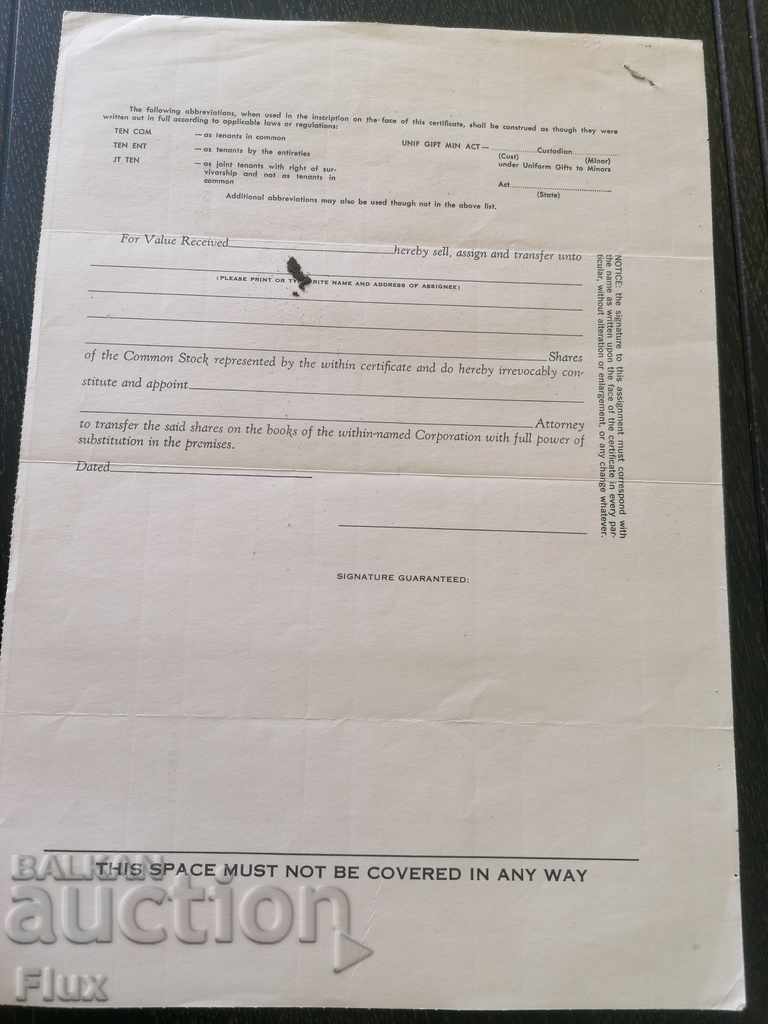 The following abbreviations, when used in the inscription on the face of this certificate, shall be construed as though they were
written out in full according to applicable laws or regulations:
TEN COM — as tenants in common
TEN ENT — as tenants by the entireties
JT TEN — as joint tenants with right of sur-
vivorship and not as tenants in
common
UNIF GIFT MIN ACT— Custodian
(Cust) (Minor)
under Uniform Gifts to Minors
Act
(State)
Additional abbreviations may also be used though not in the above list.
For Value Received hereby sell, assign and transfer unto
(PLEASE PRINT OR TYPEWRITE NAME AND ADDRESS OF ASSIGNEE)
Shares
of the Common Stock represented by the within certificate and do hereby irrevocably con-
stitute and appoint
Attorney
to transfer the said shares on the books of the within-named Corporation with full power of
substitution in the premises.
Dated
SIGNATURE GUARANTEED:
NOTICE: the signature to this assignment must correspond with
the name as written upon the face of the certificate in every par-
ticular, without alteration or enlargement, or any change whatever.
THIS SPACE MUST NOT BE COVERED IN ANY WAY
BALKAN
auction
Flux